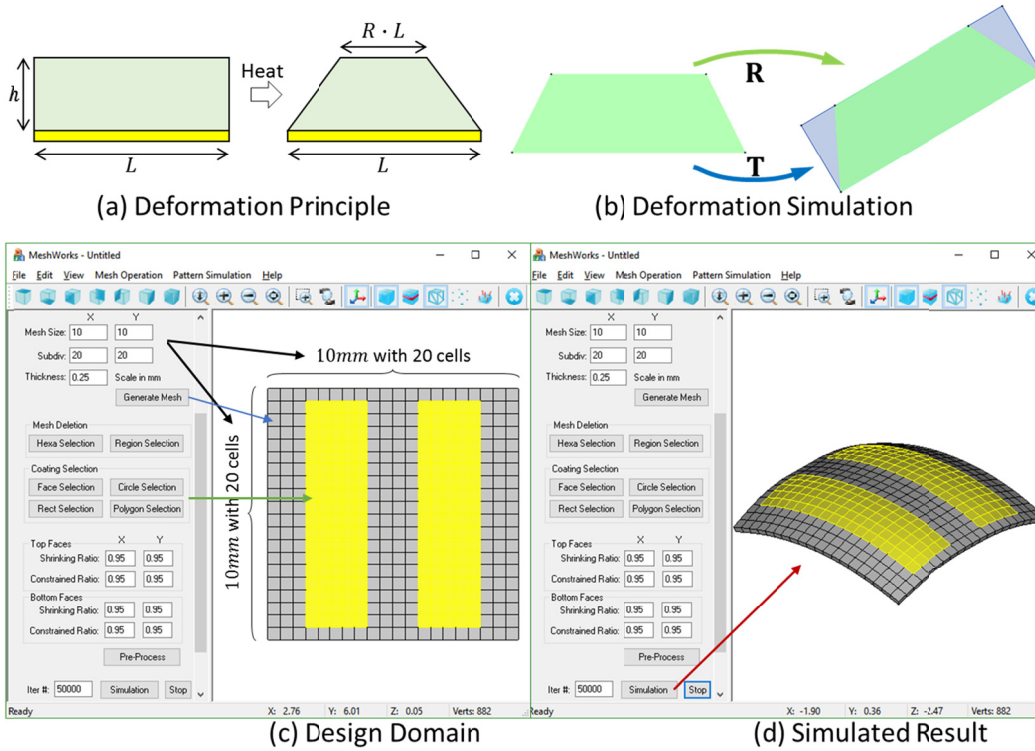 R · L
h
Heat
L
L
(a) Deformation Principle
R
T
(b) Deformation Simulation
MeshWorks - Untitled
File Edit View Mesh Operation Pattern Simulation Help
X Y
Mesh Size: 10 10
Subdiv: 20 20
Thickness: 0.25 Scale in mm
Generate Mesh
Mesh Deletion
Hexa Selection Region Selection
Coating Selection
Face Selection Circle Selection
Rect Selection Polygon Selection
X Y
Top Faces
Shrinking Ratio: 0.95 0.95
Constrained Ratio: 0.95 0.95
Bottom Faces
Shrinking Ratio: 0.95 0.95
Constrained Ratio: 0.95 0.95
Pre-Process
Iter #: 50000 Simulation Stop
Ready X: 2.76 Y: 6.01 Z: 0.05 Verts: 882
10mm with 20 cells
10mm with 20 cells
(c) Design Domain
MeshWorks - Untitled
File Edit View Mesh Operation Pattern Simulation Help
X Y
Mesh Size: 10 10
Subdiv: 20 20
Thickness: 0.25 Scale in mm
Generate Mesh
Mesh Deletion
Hexa Selection Region Selection
Coating Selection
Face Selection Circle Selection
Rect Selection Polygon Selection
X Y
Top Faces
Shrinking Ratio: 0.95 0.95
Constrained Ratio: 0.95 0.95
Bottom Faces
Shrinking Ratio: 0.95 0.95
Constrained Ratio: 0.95 0.95
Pre-Process
Iter #: 50000 Simulation Stop
Ready X: -1.90 Y: 0.36 Z: -2.47 Verts: 882
(d) Simulated Result